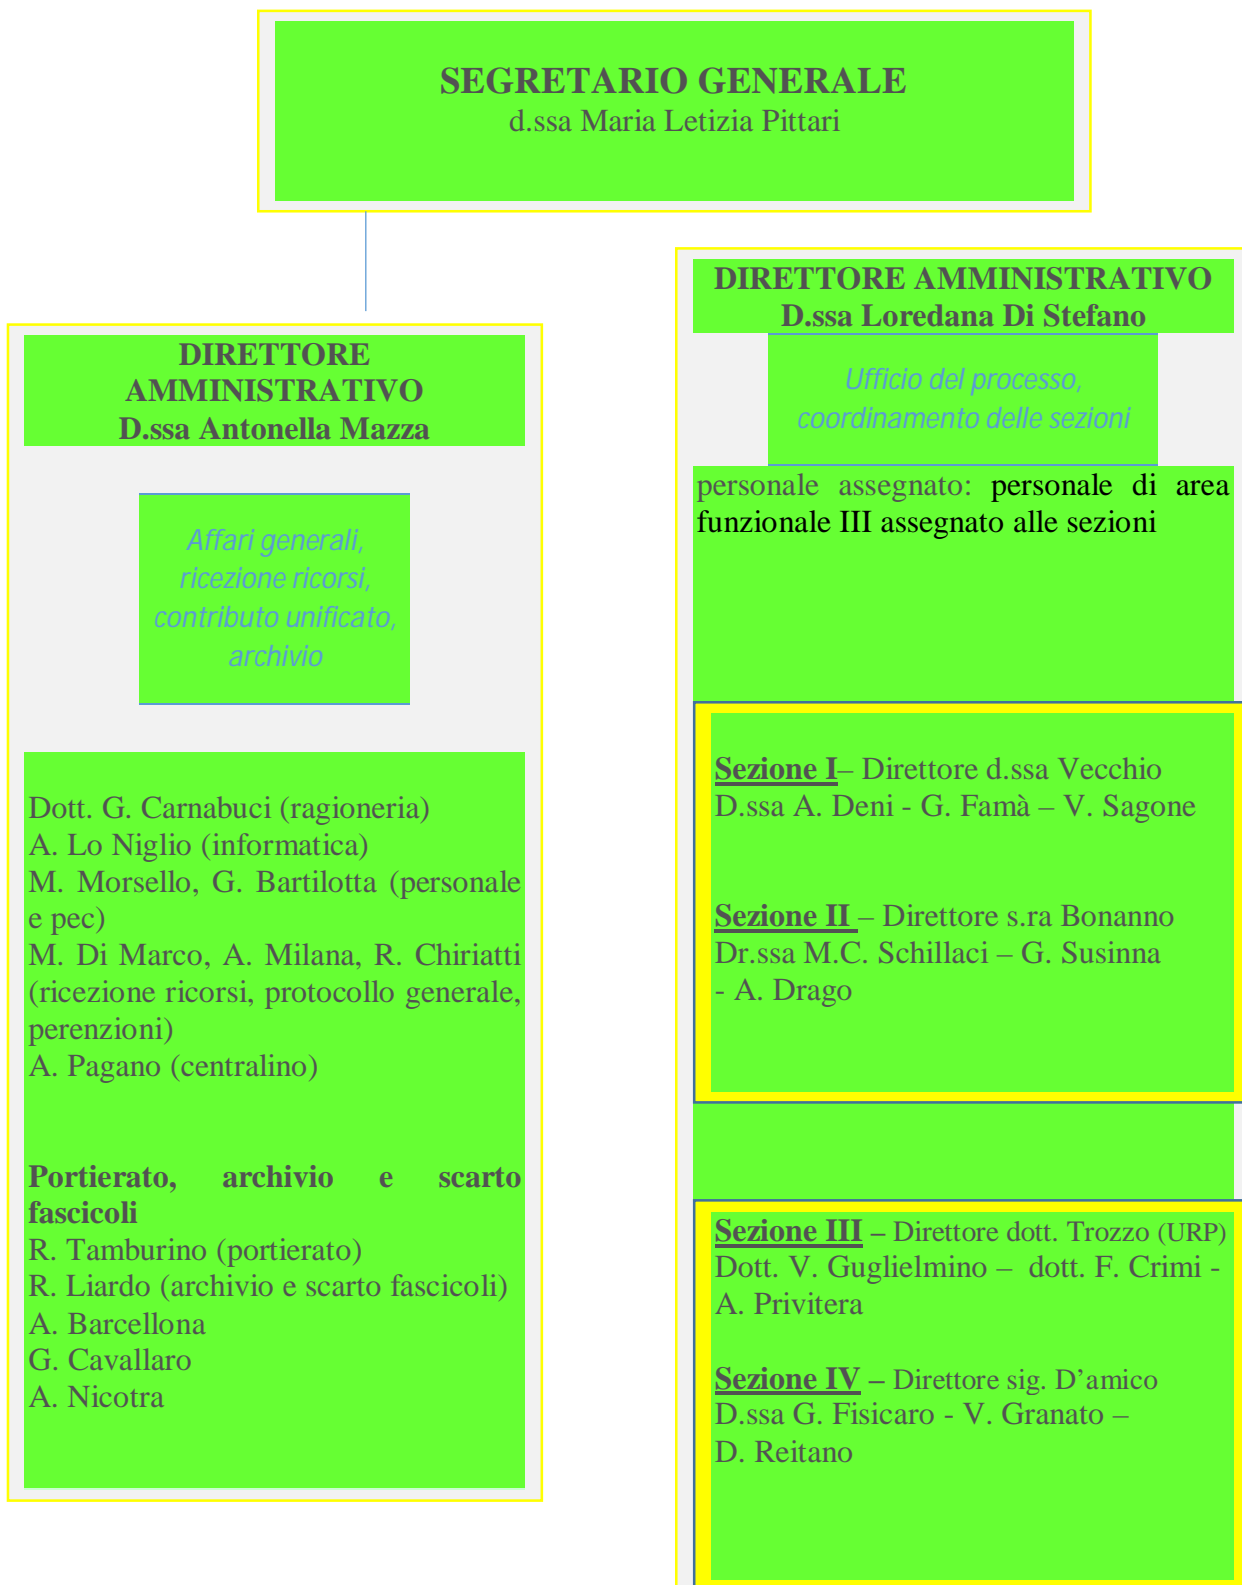 SEGRETARIO GENERALE
d.ssa Maria Letizia Pittari
DIRETTORE
AMMINISTRATIVO
D.ssa Antonella Mazza
Affari generali,
ricezione ricorsi,
contributo unificato,
archivio
Dott. G. Carnabuci (ragioneria)
A. Lo Niglio (informatica)
M. Morsello, G. Bartilotta (personale
e pec)
M. Di Marco, A. Milana, R. Chiriatti
(ricezione ricorsi, protocollo generale,
perenzioni)
A. Pagano (centralino)
Portierato, archivio e scarto
fascicoli
R. Tamburino (portierato)
R. Liardo (archivio e scarto fascicoli)
A. Barcellona
G. Cavallaro
A. Nicotra
DIRETTORE AMMINISTRATIVO
D.ssa Loredana Di Stefano
Ufficio del processo,
coordinamento delle sezioni
personale assegnato: personale di area
funzionale III assegnato alle sezioni
Sezione I– Direttore d.ssa Vecchio
D.ssa A. Deni - G. Famà – V. Sagone
Sezione II – Direttore s.ra Bonanno
Dr.ssa M.C. Schillaci – G. Susinna
- A. Drago
Sezione III – Direttore dott. Trozzo (URP)
Dott. V. Guglielmino – dott. F. Crimi -
A. Privitera
Sezione IV – Direttore sig. D’amico
D.ssa G. Fisicaro - V. Granato –
D. Reitano